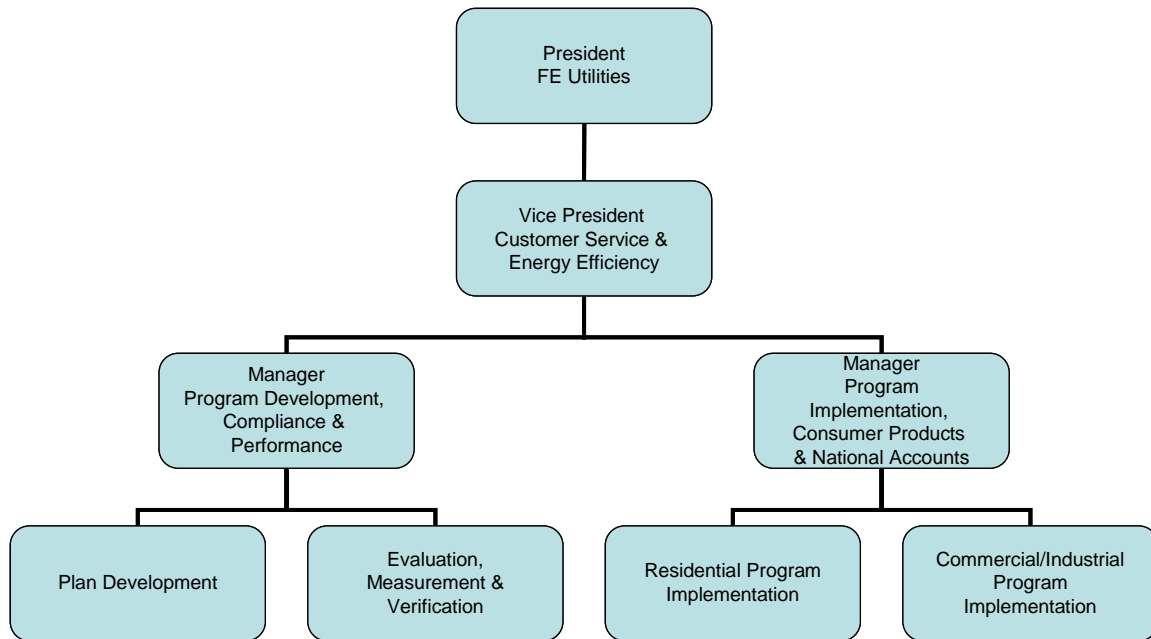 President
FE Utilities
Vice President
Customer Service &
Energy Efficiency
Manager
Program Development,
Compliance &
Performance
Manager
Program
Implementation,
Consumer Products
& National Accounts
Plan Development
Evaluation,
Measurement &
Verification
Residential Program
Implementation
Commercial/Industrial
Program
Implementation